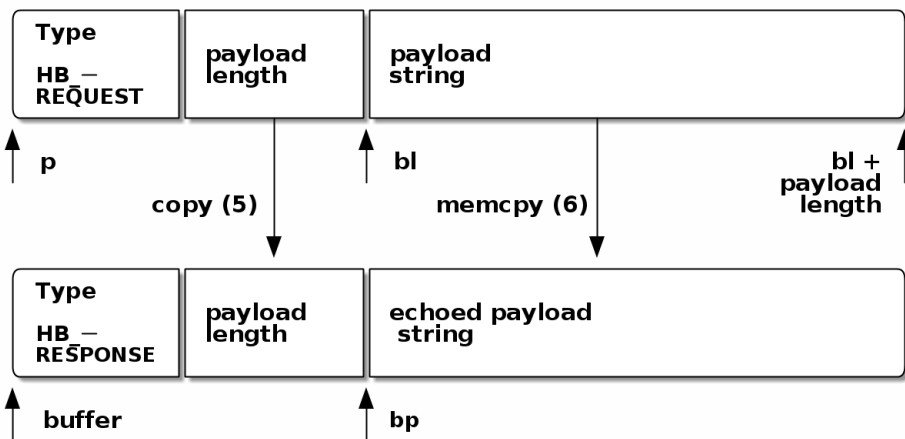 Type
HB_—
REQUEST
payload
length
payload
string
p
bl
bl +
payload
length
copy (5)
memcpy (6)
Type
HB_—
RESPONSE
payload
length
echoed payload
string
buffer
bp